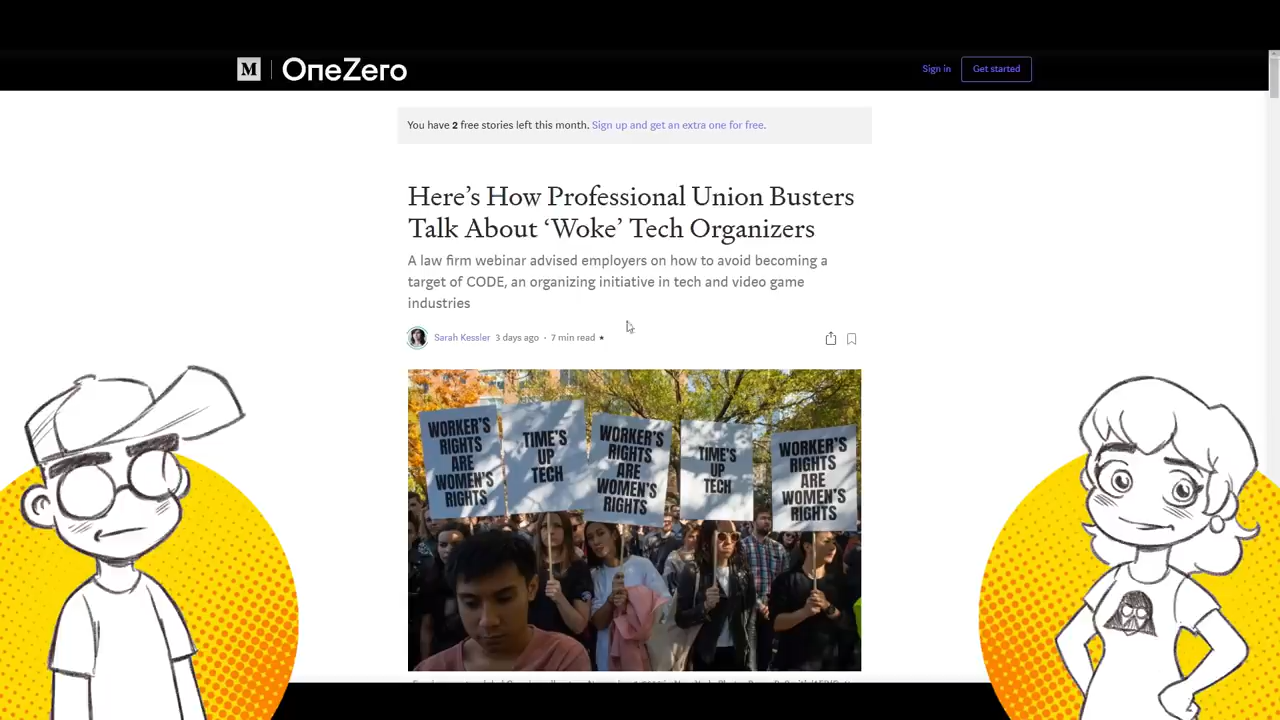 M OneZero
Sign in
Get started
You have 2 free stories left this month. Sign up and get an extra one for free.
Here's How Professional Union Busters
Talk About ‘Woke’ Tech Organizers
A law firm webinar advised employers on how to avoid becoming a
target of CODE, an organizing initiative in tech and video game
industries
Sarah Kessler 3 days ago · 7 min read ★
WORKER'S
RIGHTS
ARE
WOMEN'S
RIGHTS
TIME'S
UP
TECH
WORKER'S
RIGHTS
ARE
WOMEN'S
RIGHTS
TIME'S
UP
TECH
WORKER'S
RIGHTS
ARE
WOMEN'S
RIGHTS